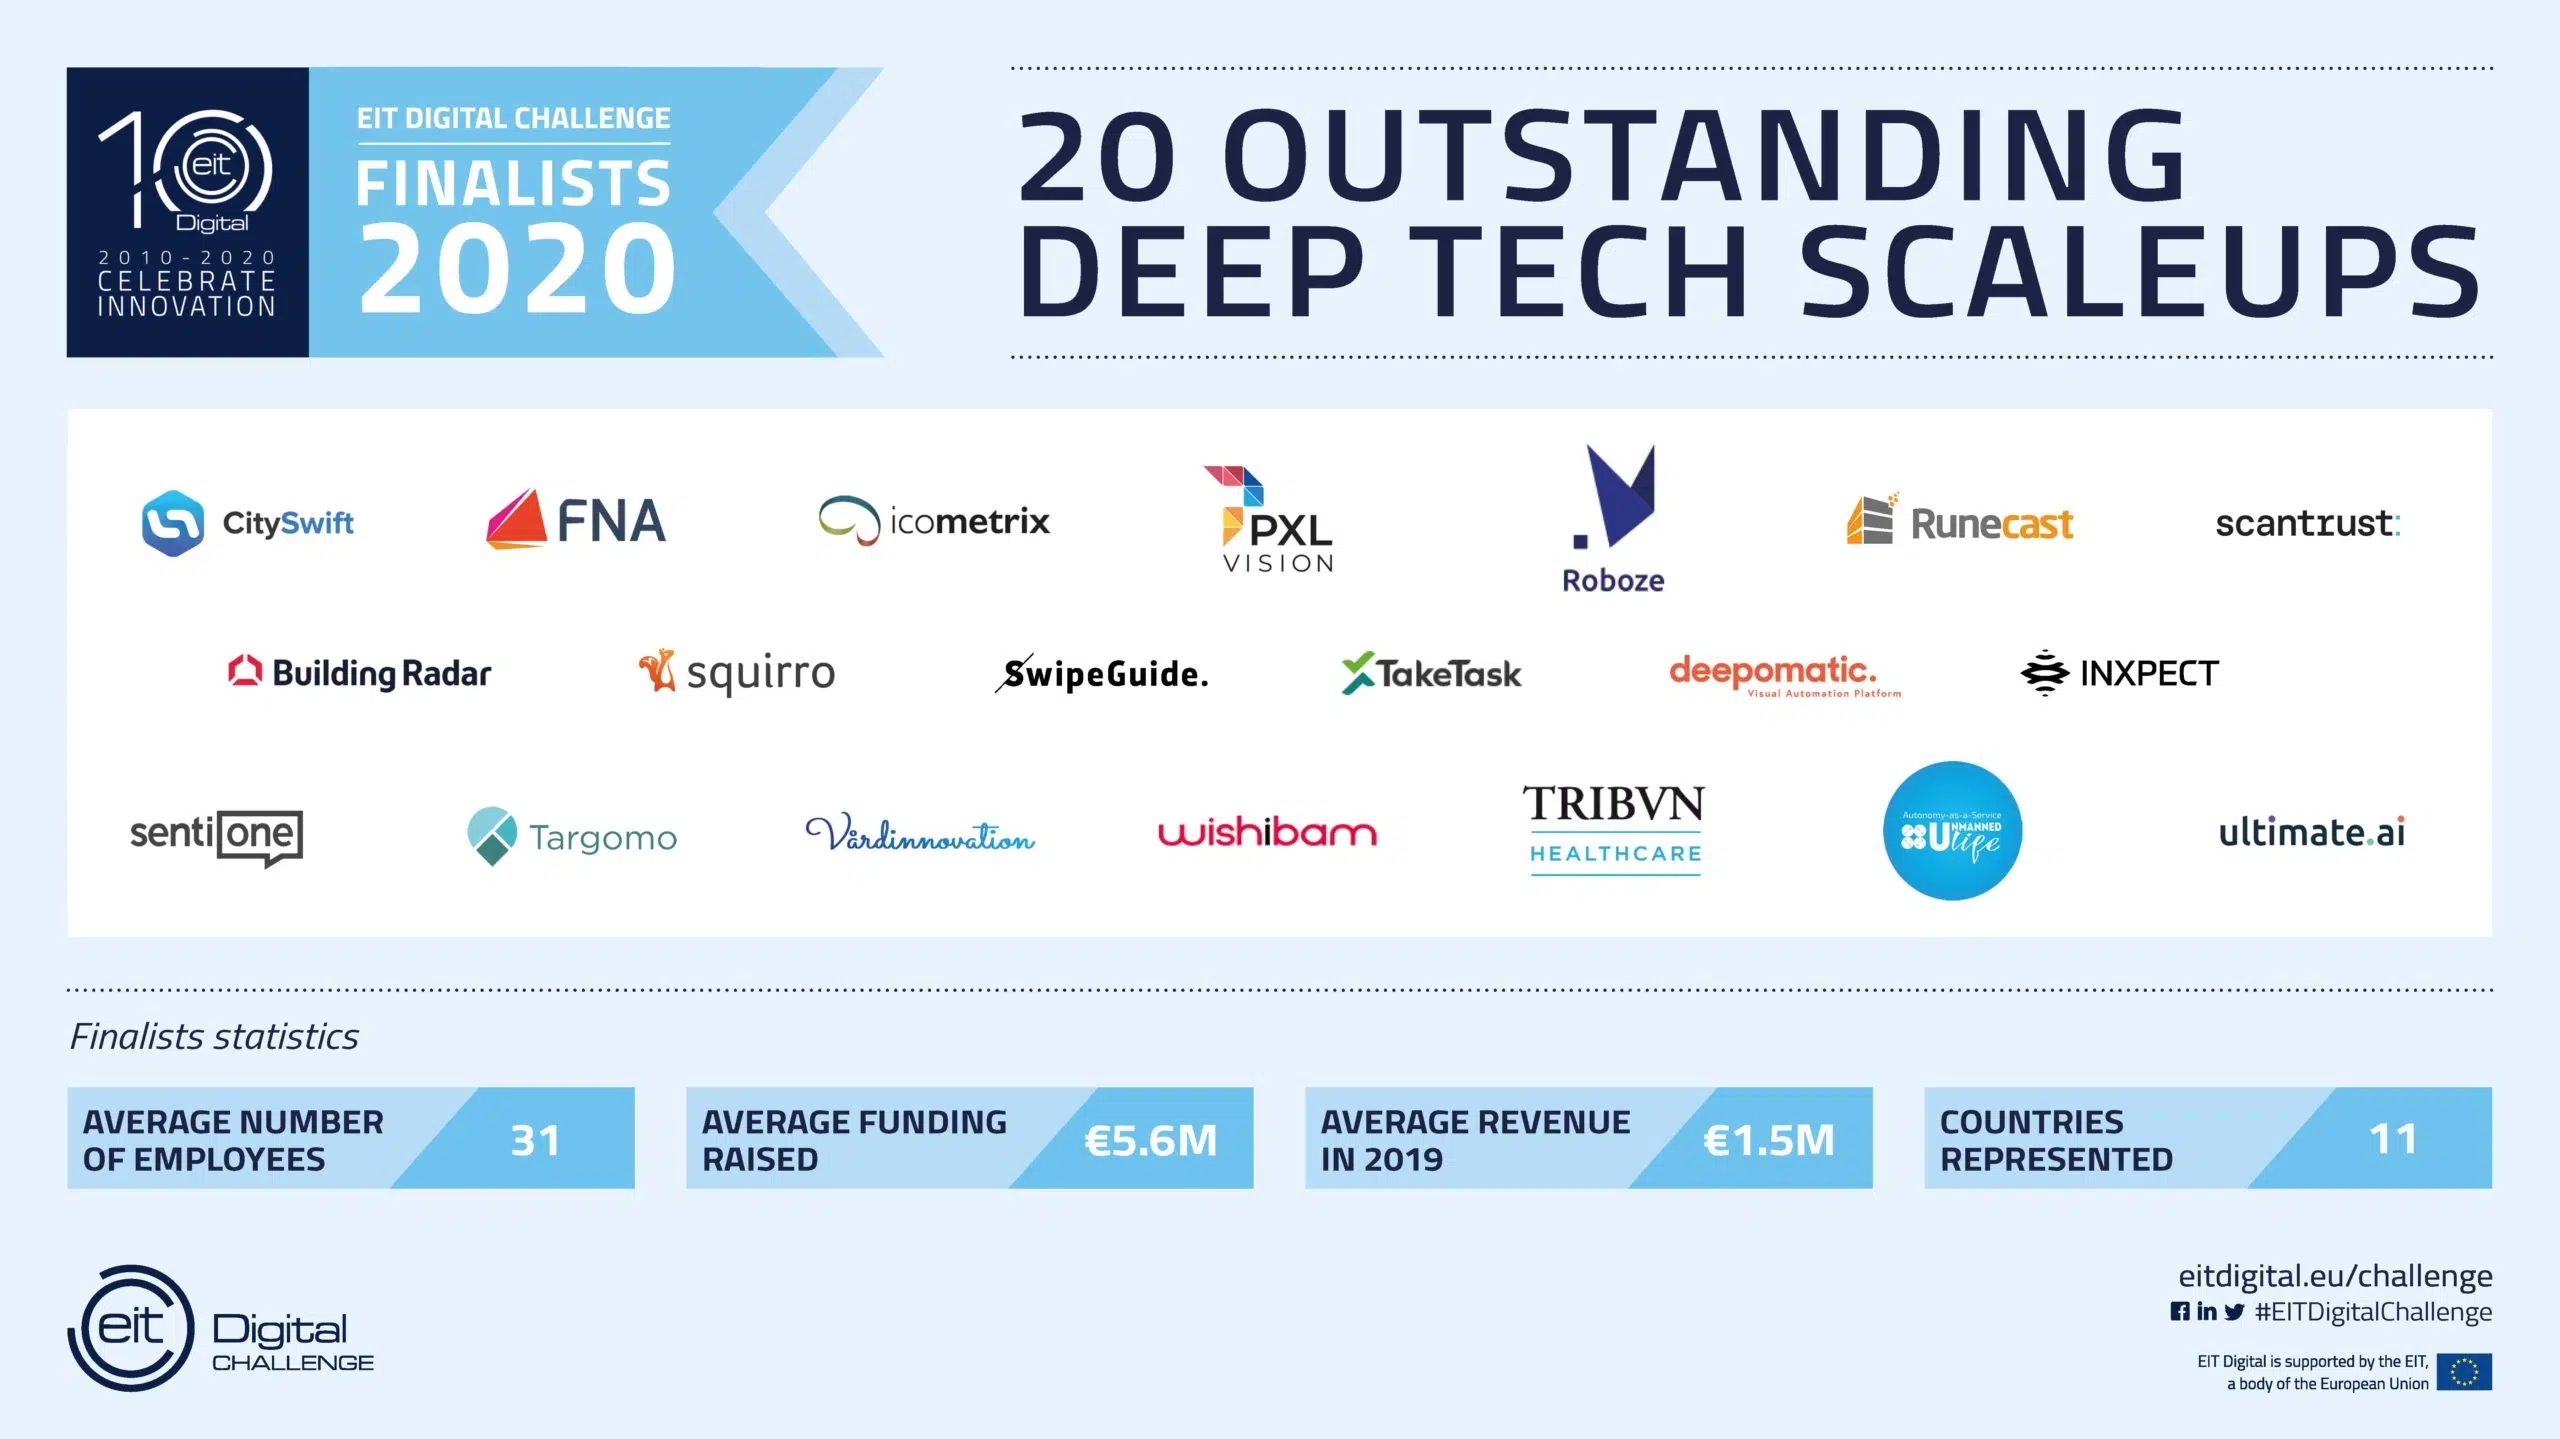 10 eit Digital
2010-2020
CELEBRATE
INNOVATION
EIT DIGITAL CHALLENGE
FINALISTS
2020
20 OUTSTANDING
DEEP TECH SCALEUPS
CitySwift
FNA
icometrix
PXL
VISION
Roboze
Runecast
scantrust:
Building Radar
squirro
SwipeGuide.
TakeTask
deepomatic.
Visual Automation Platform
INXPECT
sentione
Targomo
Vårdinnovation
wishibam
TRIBVN
HEALTHCARE
Autonomy-as-a-Service
UNMANNED
life
ultimate.ai
Finalists statistics
AVERAGE NUMBER
OF EMPLOYEES
31
AVERAGE FUNDING
RAISED
€5.6M
AVERAGE REVENUE
IN 2019
€1.5M
COUNTRIES
REPRESENTED
11
eit Digital
CHALLENGE
eitdigital.eu/challenge
#EITDigitalChallenge
EIT Digital is supported by the EIT,
a body of the European Union